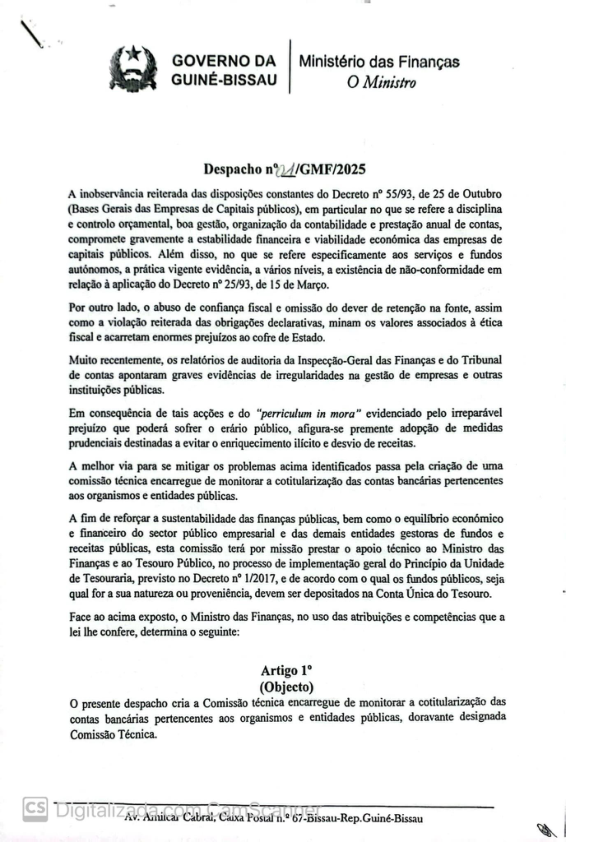 GOVERNO DA
GUINÉ-BISSAU
Ministério das Finanças
O Ministro
Despacho nº 21/GMF/2025
A inobservância reiterada das disposições constantes do Decreto nº 55/93, de 25 de Outubro
(Bases Gerais das Empresas de Capitais públicos), em particular no que se refere a disciplina
e controlo orçamental, boa gestão, organização da contabilidade e prestação anual de contas,
compromete gravemente a estabilidade financeira e viabilidade económica das empresas de
capitais públicos. Além disso, no que se refere especificamente aos serviços e fundos
autónomos, a prática vigente evidência, a vários níveis, a existência de não-conformidade em
relação à aplicação do Decreto nº 25/93, de 15 de Março.
Por outro lado, o abuso de confiança fiscal e omissão do dever de retenção na fonte, assim
como a violação reiterada das obrigações declarativas, minam os valores associados à ética
fiscal e acarretam enormes prejuízos ao cofre de Estado.
Muito recentemente, os relatórios de auditoria da Inspecção-Geral das Finanças e do Tribunal
de contas apontaram graves evidências de irregularidades na gestão de empresas e outras
instituições públicas.
Em consequência de tais acções e do "perriculum in mora" evidenciado pelo irreparável
prejuízo que poderá sofrer o erário público, afigura-se premente adopção de medidas
prudenciais destinadas a evitar o enriquecimento ilícito e desvio de receitas.
A melhor via para se mitigar os problemas acima identificados passa pela criação de uma
comissão técnica encarregue de monitorar a cotitularização das contas bancárias pertencentes
aos organismos e entidades públicas.
A fim de reforçar a sustentabilidade das finanças públicas, bem como o equilíbrio económico
e financeiro do sector público empresarial e das demais entidades gestoras de fundos e
receitas públicas, esta comissão terá por missão prestar o apoio técnico ao Ministro das
Finanças e ao Tesouro Público, no processo de implementação geral do Princípio da Unidade
de Tesouraria, previsto no Decreto nº 1/2017, e de acordo com o qual os fundos públicos, seja
qual for a sua natureza ou proveniência, devem ser depositados na Conta Única do Tesouro.
Face ao acima exposto, o Ministro das Finanças, no uso das atribuições e competências que a
lei lhe confere, determina o seguinte:
Artigo 1º
(Objecto)
O presente despacho cria a Comissão técnica encarregue de monitorar a cotitularização das
contas bancárias pertencentes aos organismos e entidades públicas, doravante designada
Comissão Técnica.
CS Digitalizada com CamScanner
Av. Amilcar Cabral, Caixa Postal n.º 67-Bissau-Rep.Guiné-Bissau